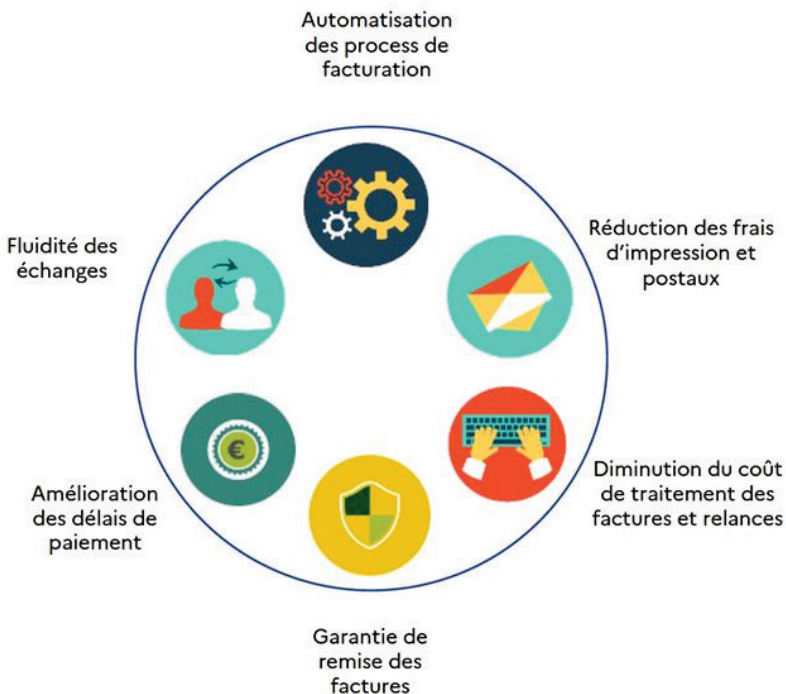 Automatisation
des process de
facturation
Réduction des frais
d'impression et
postaux
Diminution du coût
de traitement des
factures et relances
Garantie de
remise des
factures
Amélioration
des délais de
paiement
€
Fluidité des
échanges